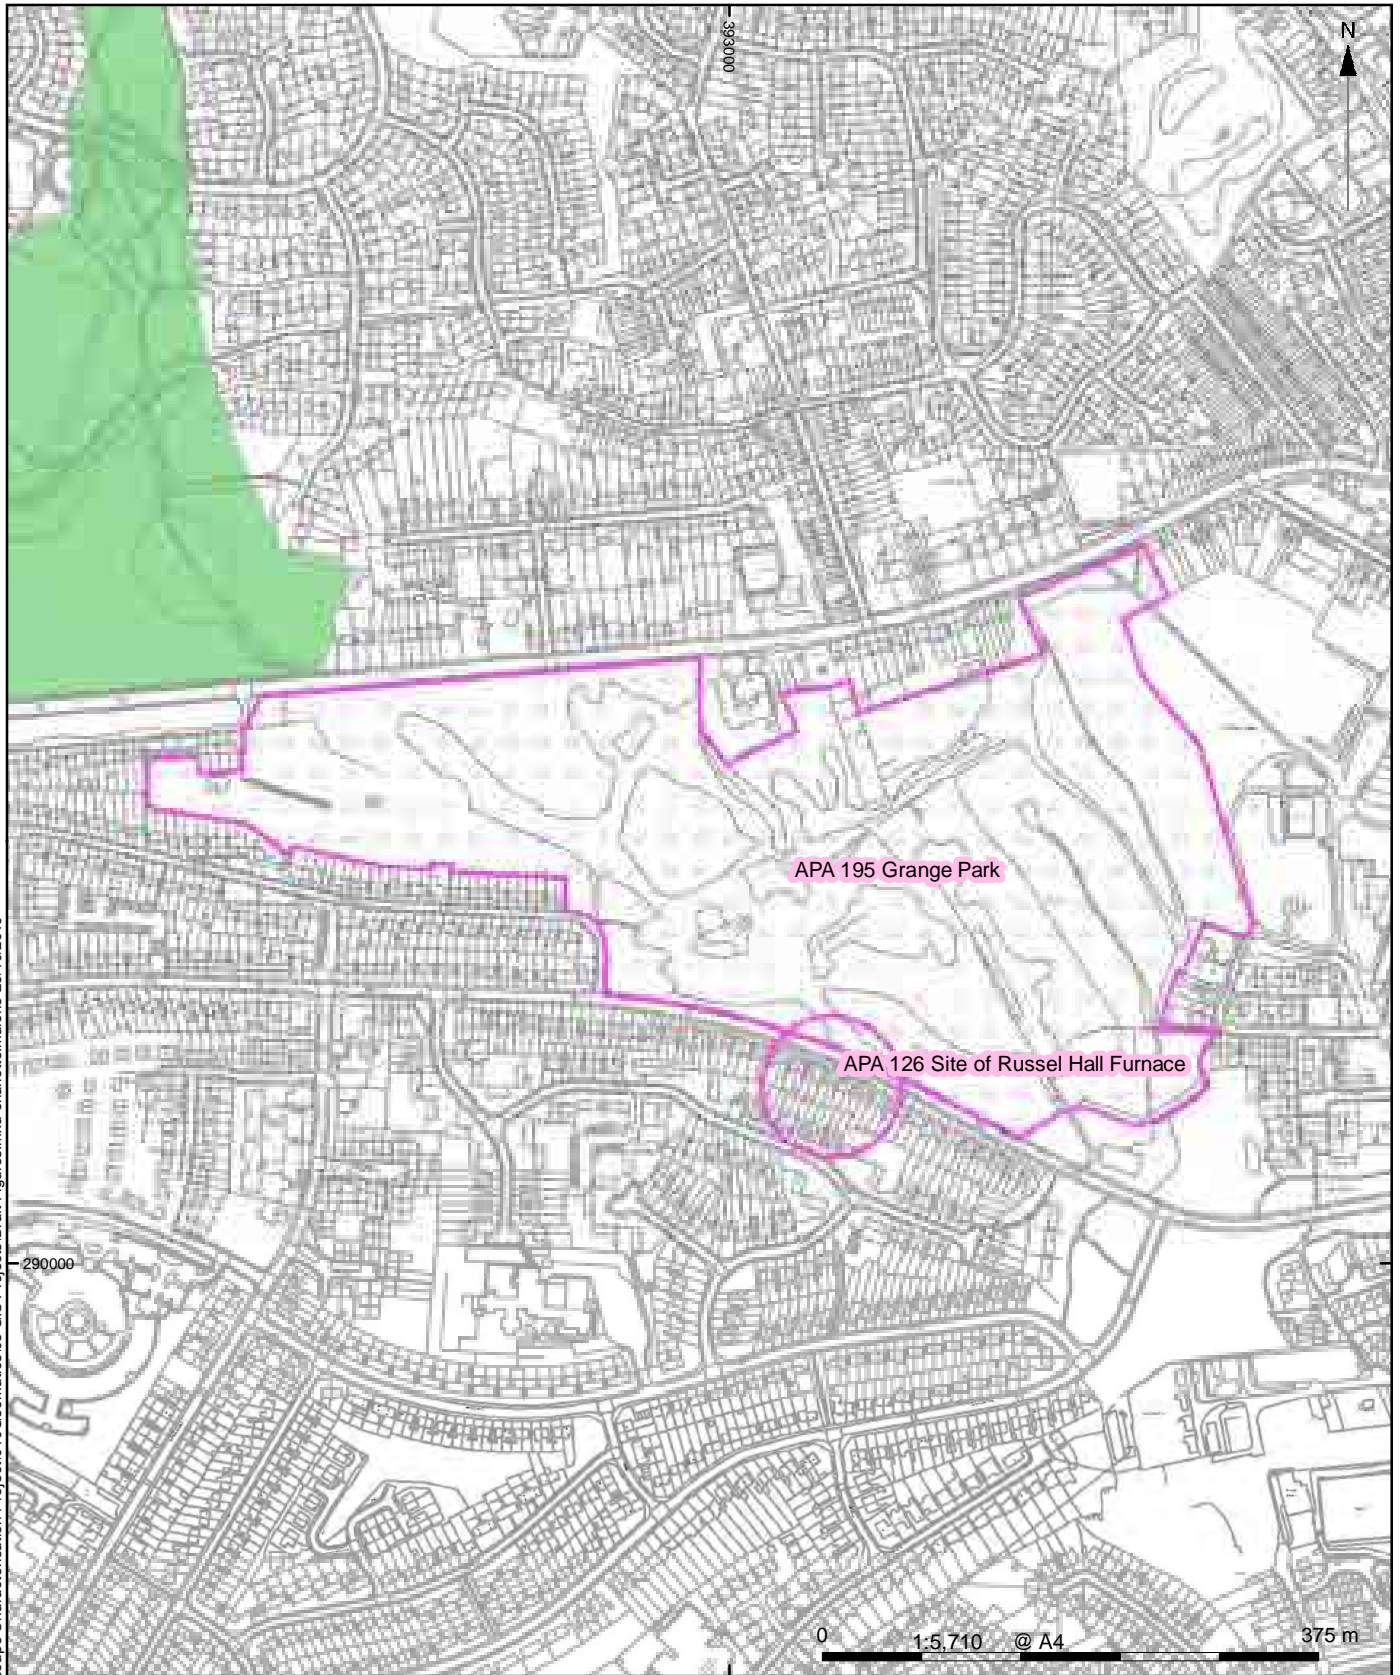 393000
N
APA 195 Grange Park
APA 126 Site of Russel Hall Furnace
290000
0 1:5,710 @ A4 375 m